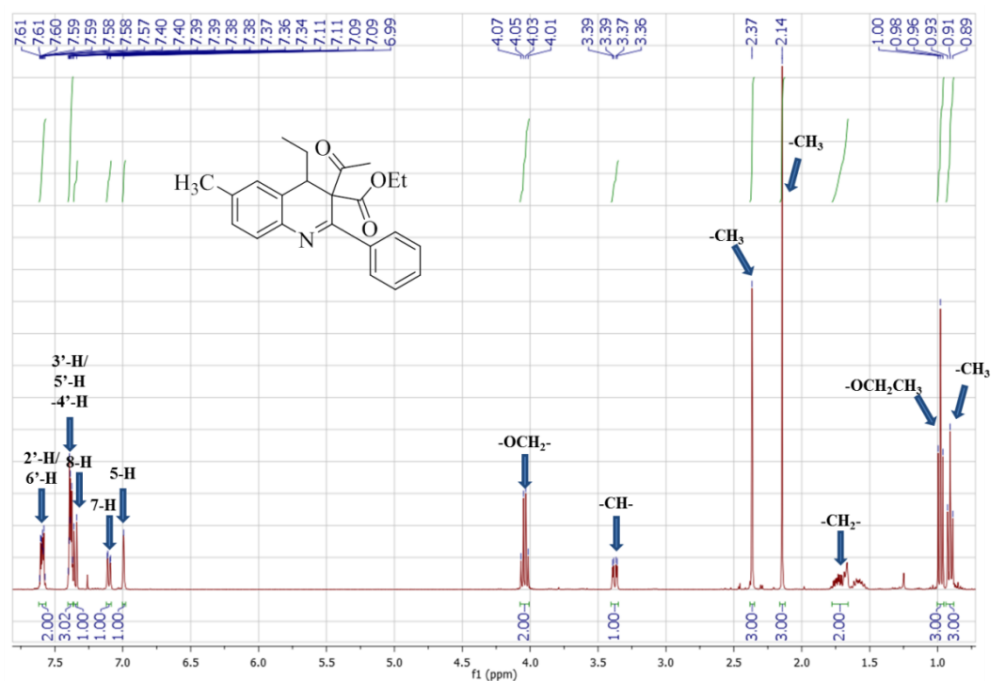 7.61 7.61 7.60 7.59 7.59 7.58 7.58 7.57 7.40 7.40 7.39 7.39 7.38 7.38 7.37 7.36 7.34 7.11 7.11 7.09 7.09 6.99 4.07 4.05 4.03 4.01 3.39 3.39 3.37 3.36 2.37 2.14 1.00 0.98 0.96 0.93 0.91 0.89
H₃C
O
OEt
O
N
-CH₃
-CH₃
3'-H/
5'-H
-4'-H
2'-H/
6'-H
8-H
7-H
5-H
-OCH₂-
-CH-
-CH₂-
-OCH₂CH₃
-CH₃
2.00 3.02 1.00 1.00 1.00 2.00 1.00 3.00 3.00 2.00 3.00 3.00
7.5 7.0 6.5 6.0 5.5 5.0 4.5 4.0 3.5 3.0 2.5 2.0 1.5 1.0
f1 (ppm)